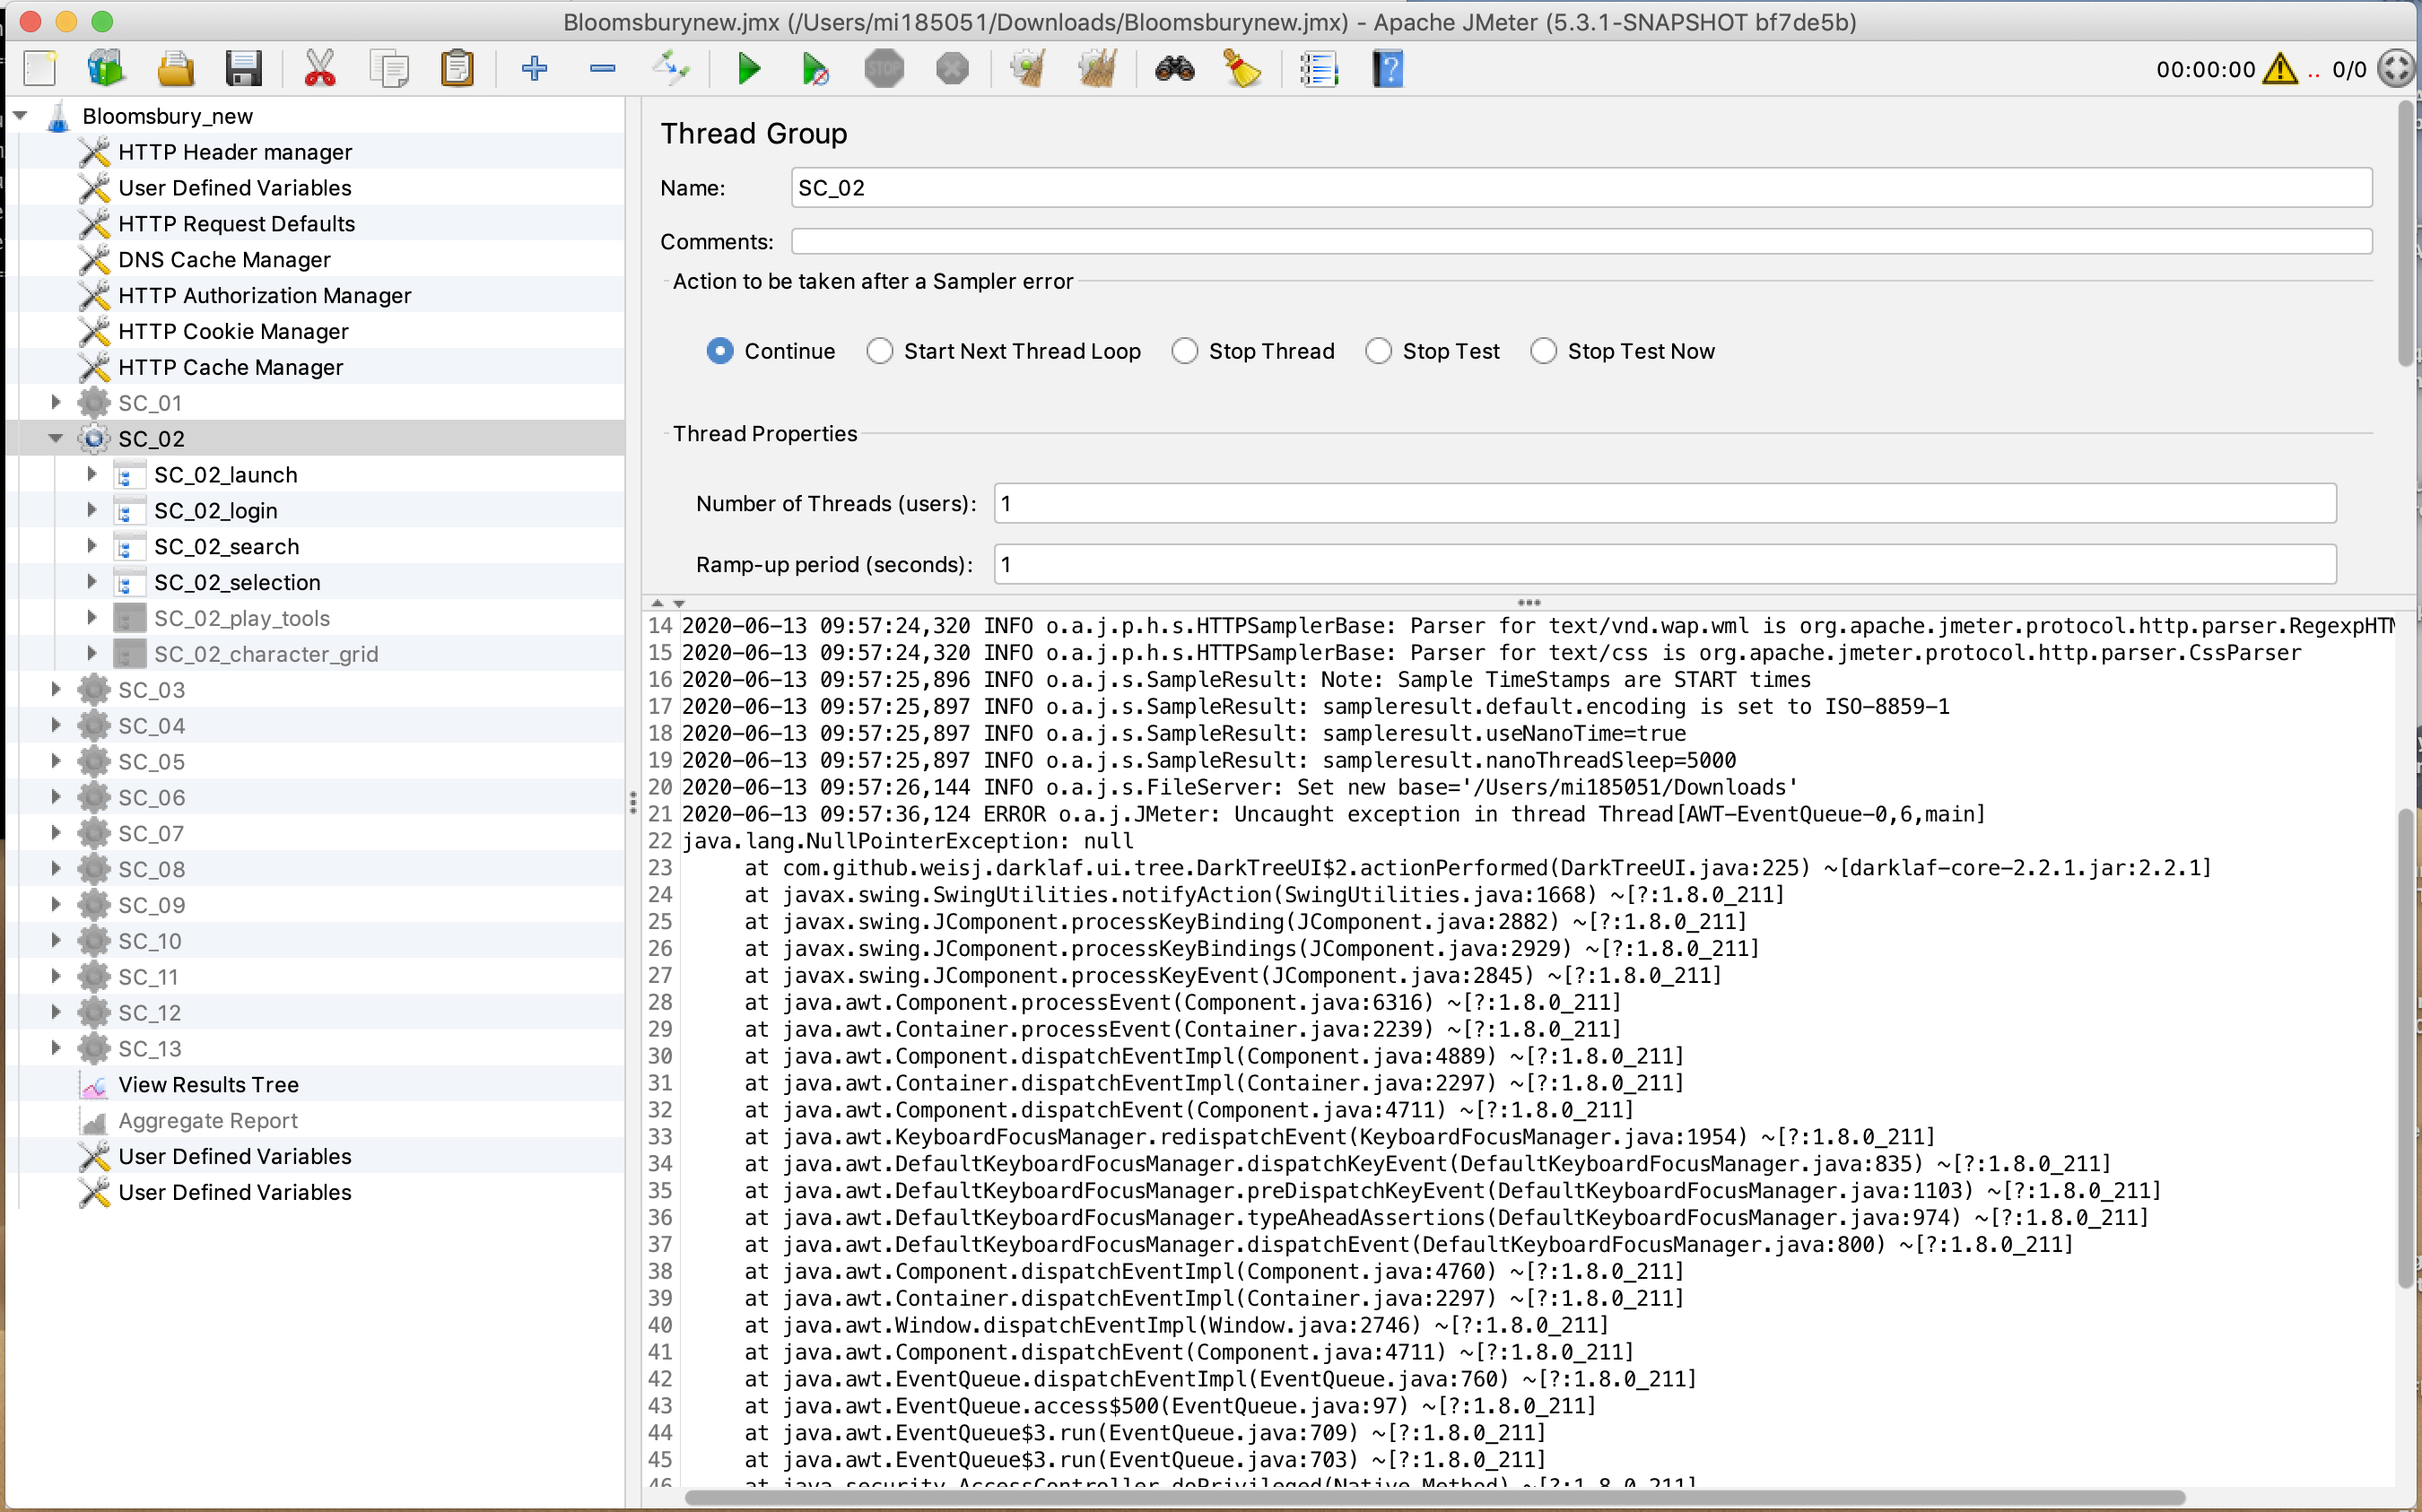 Bloomsburynew.jmx (/Users/mi185051/Downloads/Bloomsburynew.jmx) - Apache JMeter (5.3.1-SNAPSHOT bf7de5b)
STOP
00:00:00 .. 0/0
Bloomsbury_new
HTTP Header manager
User Defined Variables
HTTP Request Defaults
DNS Cache Manager
HTTP Authorization Manager
HTTP Cookie Manager
HTTP Cache Manager
SC_01
SC_02
SC_02_launch
SC_02_login
SC_02_search
SC_02_selection
SC_02_play_tools
SC_02_character_grid
SC_03
SC_04
SC_05
SC_06
SC_07
SC_08
SC_09
SC_10
SC_11
SC_12
SC_13
View Results Tree
Aggregate Report
User Defined Variables
User Defined Variables
Thread Group
Name: SC_02
Comments:
Action to be taken after a Sampler error
Continue Start Next Thread Loop Stop Thread Stop Test Stop Test Now
Thread Properties
Number of Threads (users): 1
Ramp-up period (seconds): 1
14 2020-06-13 09:57:24,320 INFO o.a.j.p.h.s.HTTPSamplerBase: Parser for text/vnd.wap.wml is org.apache.jmeter.protocol.http.parser.RegexpHTM
15 2020-06-13 09:57:24,320 INFO o.a.j.p.h.s.HTTPSamplerBase: Parser for text/css is org.apache.jmeter.protocol.http.parser.CssParser
16 2020-06-13 09:57:25,896 INFO o.a.j.s.SampleResult: Note: Sample TimeStamps are START times
17 2020-06-13 09:57:25,897 INFO o.a.j.s.SampleResult: sampleresult.default.encoding is set to ISO-8859-1
18 2020-06-13 09:57:25,897 INFO o.a.j.s.SampleResult: sampleresult.useNanoTime=true
19 2020-06-13 09:57:25,897 INFO o.a.j.s.SampleResult: sampleresult.nanoThreadSleep=5000
20 2020-06-13 09:57:26,144 INFO o.a.j.s.FileServer: Set new base='/Users/mi185051/Downloads'
21 2020-06-13 09:57:36,124 ERROR o.a.j.JMeter: Uncaught exception in thread Thread[AWT-EventQueue-0,6,main]
22 java.lang.NullPointerException: null
23 at com.github.weisj.darklaf.ui.tree.DarkTreeUI$2.actionPerformed(DarkTreeUI.java:225) ~[darklaf-core-2.2.1.jar:2.2.1]
24 at javax.swing.SwingUtilities.notifyAction(SwingUtilities.java:1668) ~[?:1.8.0_211]
25 at javax.swing.JComponent.processKeyBinding(JComponent.java:2882) ~[?:1.8.0_211]
26 at javax.swing.JComponent.processKeyBindings(JComponent.java:2929) ~[?:1.8.0_211]
27 at javax.swing.JComponent.processKeyEvent(JComponent.java:2845) ~[?:1.8.0_211]
28 at java.awt.Component.processEvent(Component.java:6316) ~[?:1.8.0_211]
29 at java.awt.Container.processEvent(Container.java:2239) ~[?:1.8.0_211]
30 at java.awt.Component.dispatchEventImpl(Component.java:4889) ~[?:1.8.0_211]
31 at java.awt.Container.dispatchEventImpl(Container.java:2297) ~[?:1.8.0_211]
32 at java.awt.Component.dispatchEvent(Component.java:4711) ~[?:1.8.0_211]
33 at java.awt.KeyboardFocusManager.redispatchEvent(KeyboardFocusManager.java:1954) ~[?:1.8.0_211]
34 at java.awt.DefaultKeyboardFocusManager.dispatchKeyEvent(DefaultKeyboardFocusManager.java:835) ~[?:1.8.0_211]
35 at java.awt.DefaultKeyboardFocusManager.preDispatchKeyEvent(DefaultKeyboardFocusManager.java:1103) ~[?:1.8.0_211]
36 at java.awt.DefaultKeyboardFocusManager.typeAheadAssertions(DefaultKeyboardFocusManager.java:974) ~[?:1.8.0_211]
37 at java.awt.DefaultKeyboardFocusManager.dispatchEvent(DefaultKeyboardFocusManager.java:800) ~[?:1.8.0_211]
38 at java.awt.Component.dispatchEventImpl(Component.java:4760) ~[?:1.8.0_211]
39 at java.awt.Container.dispatchEventImpl(Container.java:2297) ~[?:1.8.0_211]
40 at java.awt.Window.dispatchEventImpl(Window.java:2746) ~[?:1.8.0_211]
41 at java.awt.Component.dispatchEvent(Component.java:4711) ~[?:1.8.0_211]
42 at java.awt.EventQueue.dispatchEventImpl(EventQueue.java:760) ~[?:1.8.0_211]
43 at java.awt.EventQueue.access$500(EventQueue.java:97) ~[?:1.8.0_211]
44 at java.awt.EventQueue$3.run(EventQueue.java:709) ~[?:1.8.0_211]
45 at java.awt.EventQueue$3.run(EventQueue.java:703) ~[?:1.8.0_211]
46 at java.security.AccessController.doPrivileged(Native Method) ~[?:1.8.0_211]